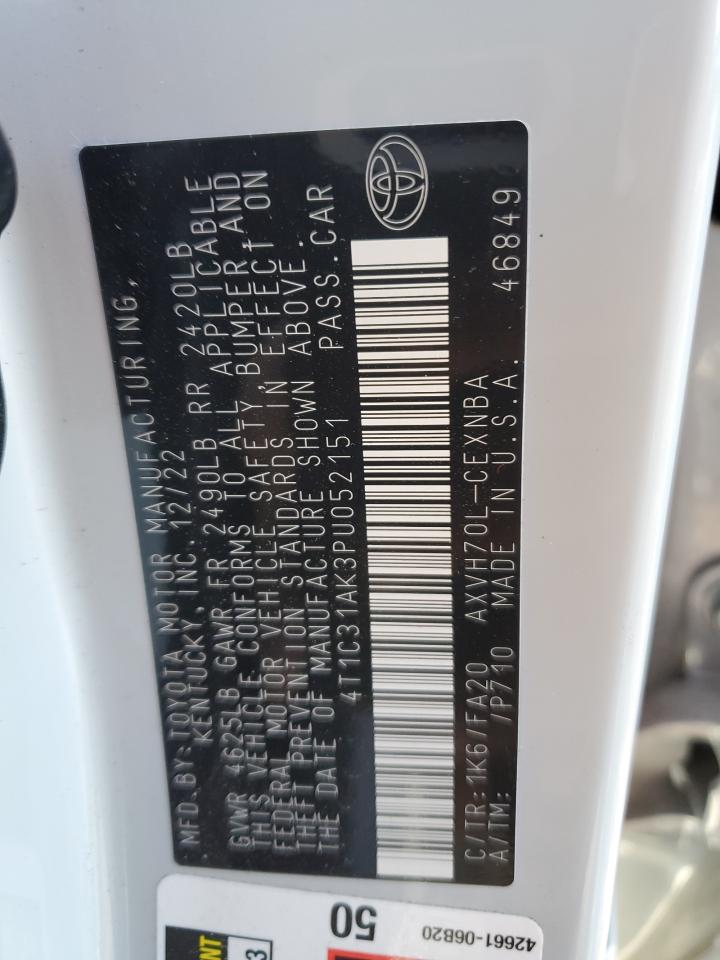 MFD.BY:TOYOTA MOTOR MANUFACTURING,
KENTUCKY, INC. 12/22
GVWR 4625LB GAWR FR 2490LB RR 2420LB
THIS VEHICLE CONFORMS TO ALL APPLICABLE
FEDERAL MOTOR VEHICLE SAFETY,BUMPER,AND
THEFT PREVENTION STANDARDS IN EFFECT ON
THE DATE OF MANUFACTURE SHOWN ABOVE.
4T1C31AK3PU052151 PASS.CAR
C/TR:1K6/FA20 AXVH70L-CEXNBA 46849
A/TM: /P710 MADE IN U.S.A.
50
42661-06B20
3